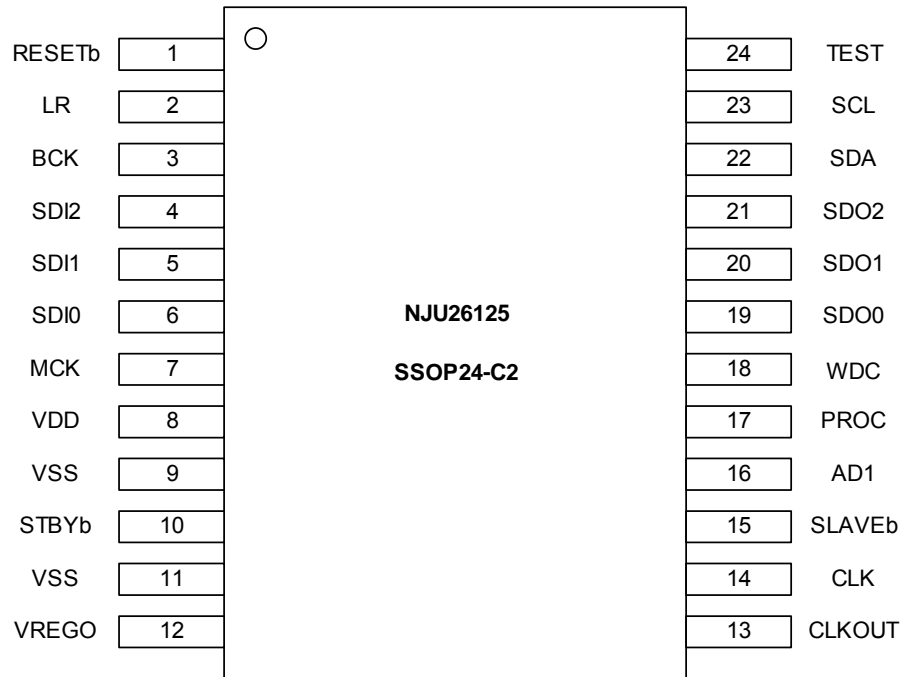 RESETb 1 24 TEST
LR 2 23 SCL
BCK 3 22 SDA
SDI2 4 21 SDO2
SDI1 5 20 SDO1
SDI0 6 NJU26125 19 SDO0
MCK 7 SSOP24-C2 18 WDC
VDD 8 17 PROC
VSS 9 16 AD1
STBYb 10 15 SLAVEb
VSS 11 14 CLK
VREGO 12 13 CLKOUT